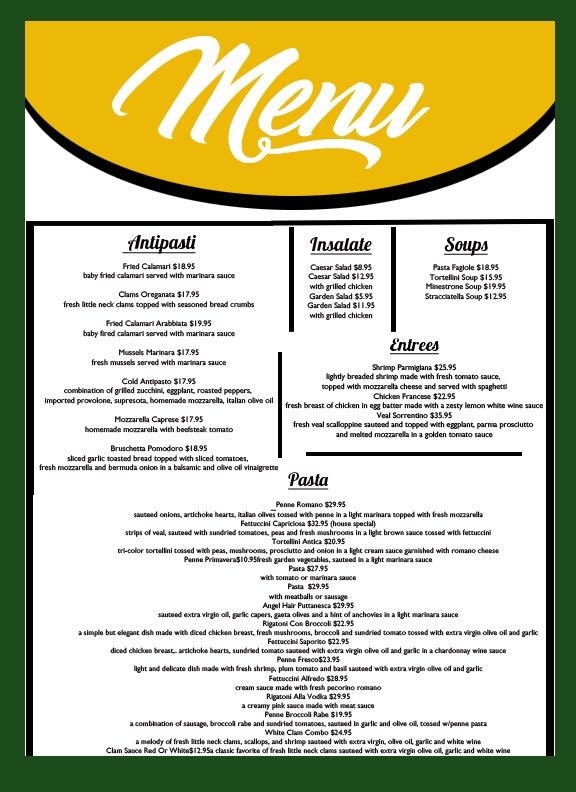 Menu
Antipasti
Fried Calamari $18.95
baby fried calamari served with marinara sauce
Clams Oreganata $17.95
fresh little neck clams topped with seasoned bread crumbs
Fried Calamari Arabbiata $19.95
baby fired calamari served with marinara sauce
Mussels Marinara $17.95
fresh mussels served with marinara sauce
Cold Antipasto $17.95
combination of grilled zucchini, eggplant, roasted peppers,
imported provolone, supresota, homemade mozzarella, italian olive oil
Mozzarella Caprese $17.95
homemade mozzarella with beefsteak tomato
Bruschetta Pomodoro $18.95
sliced garlic toasted bread topped with sliced tomatoes,
fresh mozzarella and bermuda onion in a balsamic and olive oil vinaigrette
Insalate
Caesar Salad $8.95
Caesar Salad $12.95
with grilled chicken
Garden Salad $5.95
Garden Salad $11.95
with grilled chicken
Soups
Pasta Fagiole $18.95
Tortellini Soup $15.95
Minestrone Soup $19.95
Stracciatella Soup $12.95
Entrees
Shrimp Parmigiana $25.95
lightly breaded shrimp made with fresh tomato sauce,
topped with mozzarella cheese and served with spaghetti
Chicken Francese $22.95
fresh breast of chicken in egg batter made with a zesty lemon white wine sauce
Veal Sorrentino $35.95
fresh veal scalloppine sauteed and topped with eggplant, parma prosciutto
and melted mozzarella in a golden tomato sauce
Pasta
Penne Romano $29.95
sauteed onions, artichoke hearts, italian olives tossed with penne in a light marinara topped with fresh mozzarella
Fettuccini Capriciosa $32.95 (house special)
strips of veal, sauteed with sundried tomatoes, peas and fresh mushrooms in a light brown sauce tossed with fettuccini
Tortellini Antica $20.95
tri-color tortellini tossed with peas, mushrooms, prosciutto and onion in a light cream sauce garnished with romano cheese
Penne Primavera$10.95fresh garden vegetables, sauteed in a light marinara sauce
Pasta $27.95
with tomato or marinara sauce
Pasta $29.95
with meatballs or sausage
Angel Hair Puttanesca $29.95
sauteed extra virgin oil, garlic capers, gaeta olives and a hint of anchovies in a light marinara sauce
Rigatoni Con Broccoli $22.95
a simple but elegant dish made with diced chicken breast, fresh mushrooms, broccoli and sundried tomato tossed with extra virgin olive oil and garlic
Fettuccini Saporito $22.95
diced chicken breast,. artichoke hearts, sundried tomato sauteed with extra virgin olive oil and garlic in a chardonnay wine sauce
Penne Fresco$23.95
light and delicate dish made with fresh shrimp, plum tomato and basil sauteed with extra virgin olive oil and garlic
Fettuccini Alfredo $28.95
cream sauce made with fresh pecorino romano
Rigatoni Alla Vodka $29.95
a creamy pink sauce made with meat sauce
Penne Broccoli Rabe $19.95
a combination of sausage, broccoli rabe and sundried tomatoes, sauteed in garlic and olive oil, tossed w/penne pasta
White Clam Combo $24.95
a melody of fresh little neck clams, scallops, and shrimp sauteed with extra virgin, olive oil, garlic and white wine
Clam Sauce Red Or White$12.95a classic favorite of fresh little neck clams sauteed with extra virgin olive oil, garlic and white wine